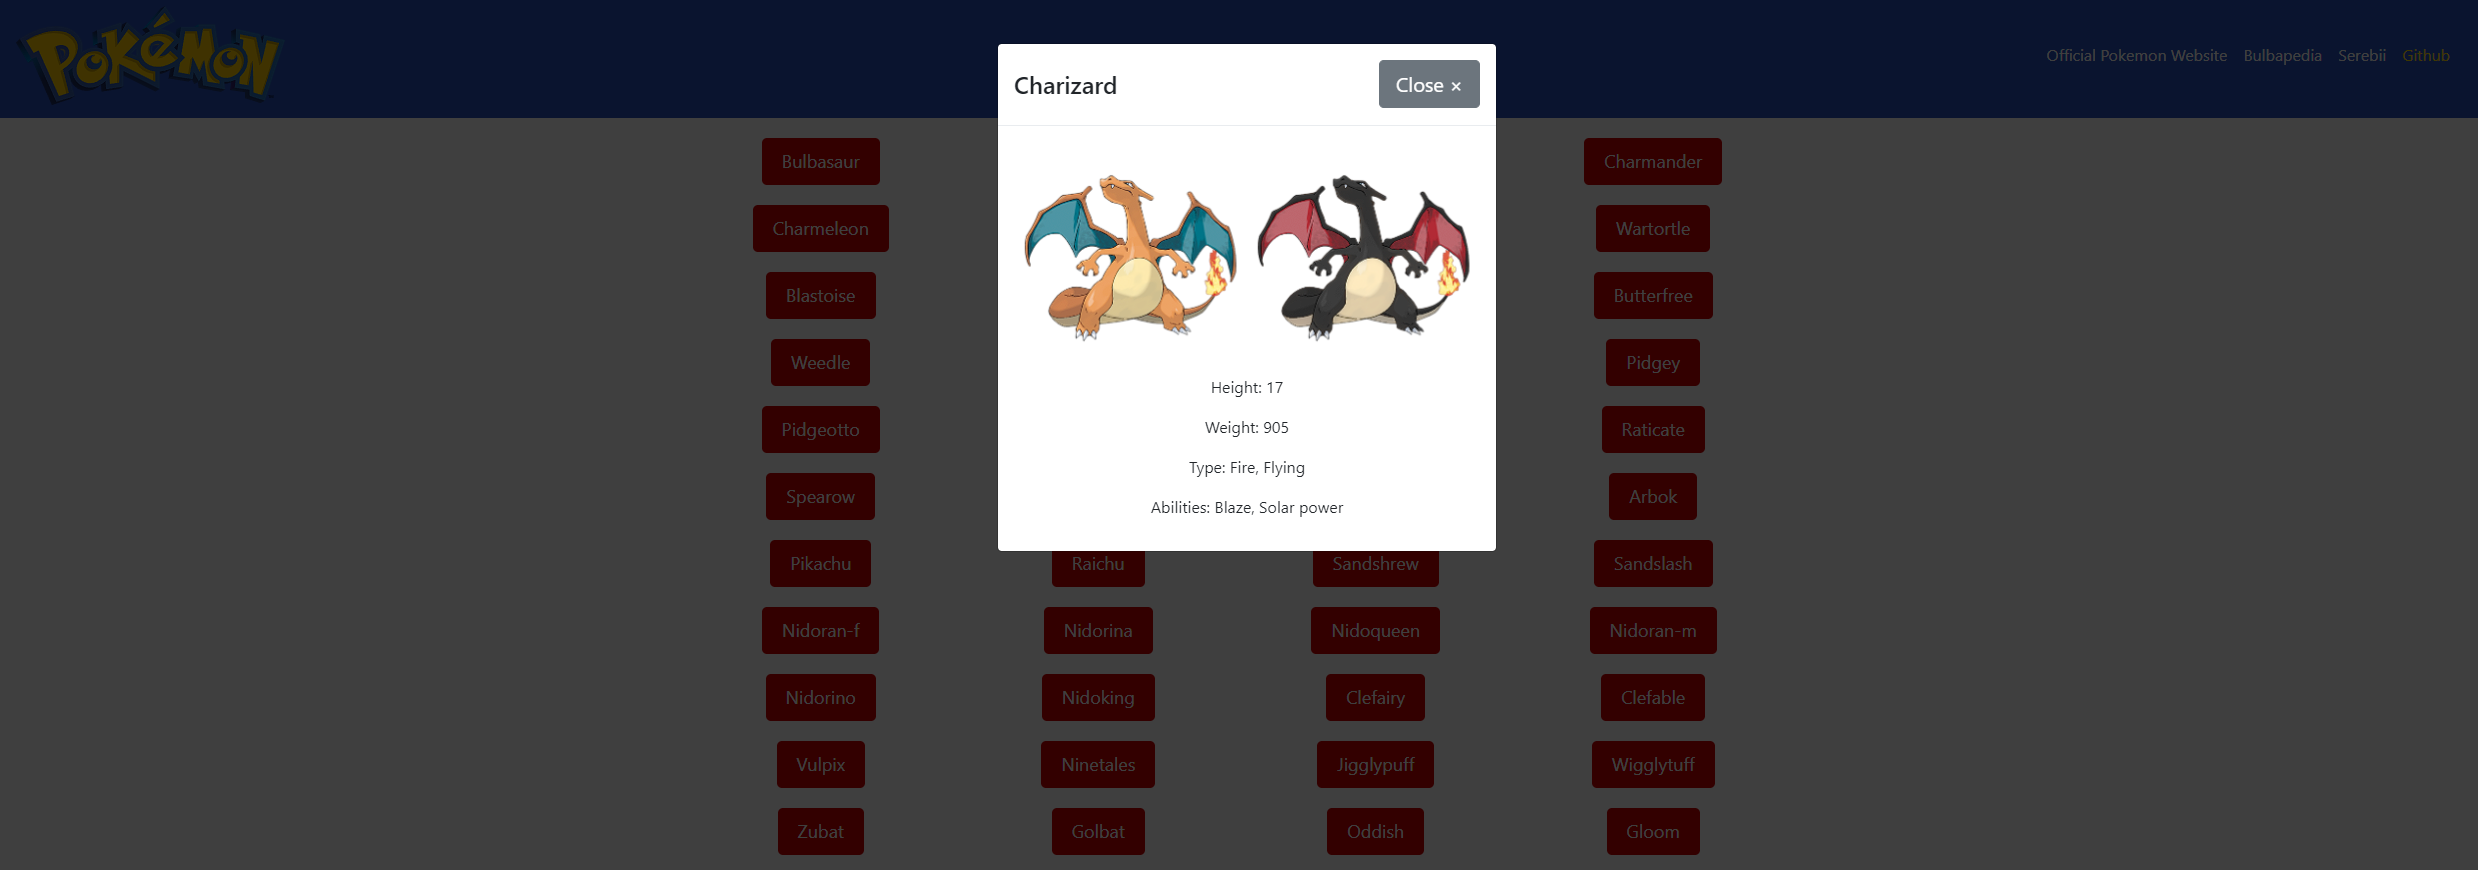 Pokémon
Official Pokemon Website Bulbapedia Serebii Github
Charizard
Close ×
Height: 17
Weight: 905
Type: Fire, Flying
Abilities: Blaze, Solar power
Bulbasaur Charmander
Charmeleon Wartortle
Blastoise Butterfree
Weedle Pidgey
Pidgeotto Raticate
Spearow Arbok
Pikachu Raichu Sandshrew Sandslash
Nidoran-f Nidorina Nidoqueen Nidoran-m
Nidorino Nidoking Clefairy Clefable
Vulpix Ninetales Jigglypuff Wigglytuff
Zubat Golbat Oddish Gloom